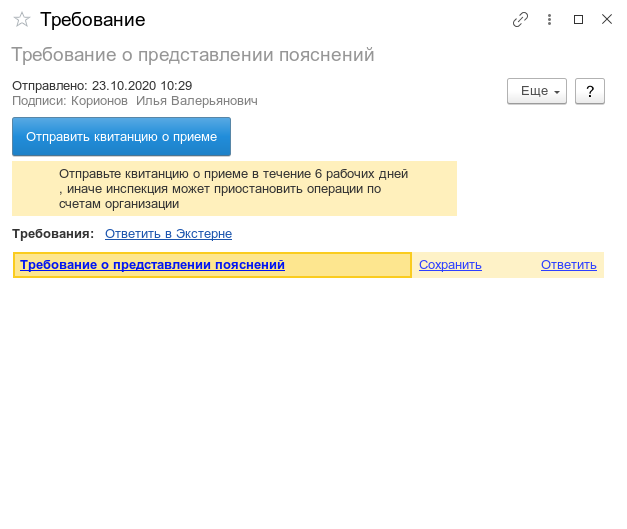 Требование
Требование о представлении пояснений
Отправлено: 23.10.2020 10:29
Подписи: Корионов  Илья Валерьянович
Еще
?
Отправить квитанцию о приеме
Отправьте квитанцию о приеме в течение 6 рабочих дней
, иначе инспекция может приостановить операции по
счетам организации
Требования: Ответить в Экстерне
Требование о представлении пояснений Сохранить Ответить